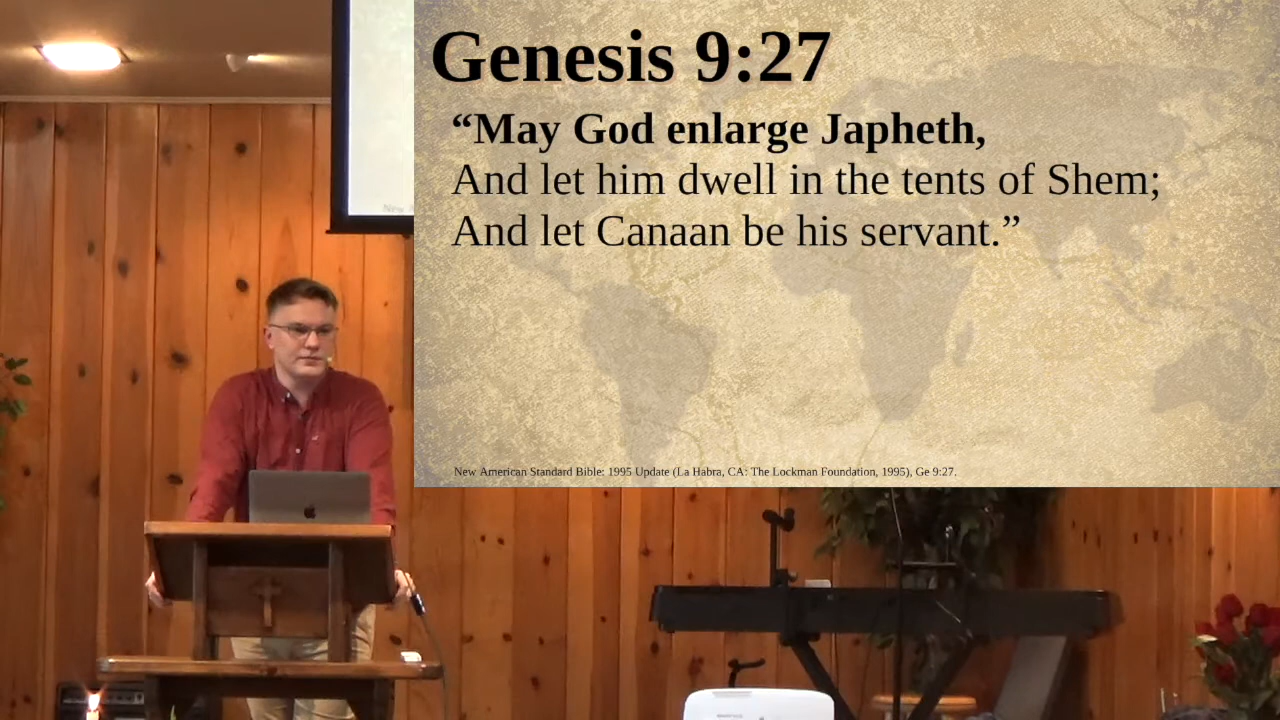 Genesis 9:27
“May God enlarge Japheth,
And let him dwell in the tents of Shem;
And let Canaan be his servant.”
New American Standard Bible: 1995 Update (La Habra, CA: The Lockman Foundation, 1995), Ge 9:27.
New